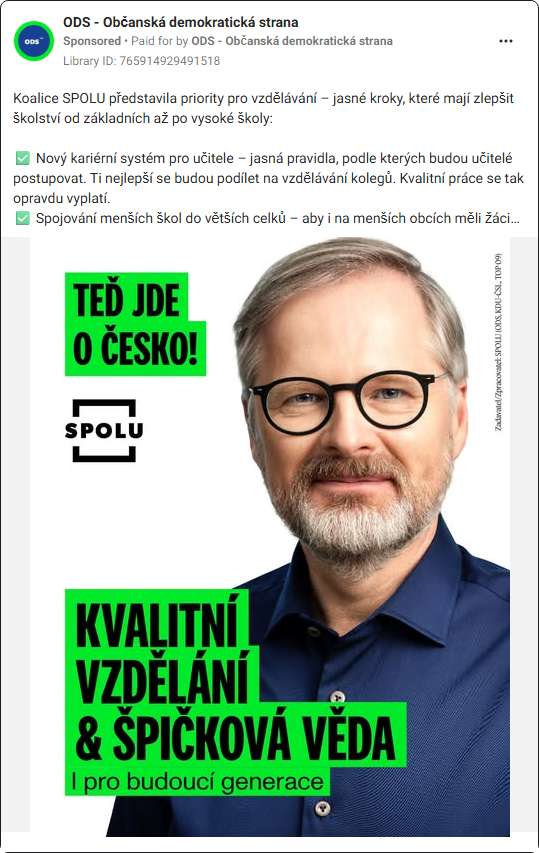 ODS - Občanská demokratická strana
Sponsored • Paid for by ODS - Občanská demokratická strana
Library ID: 765914929491518
Koalice SPOLU představila priority pro vzdělávání – jasné kroky, které mají zlepšit
školství od základních až po vysoké školy:
✅ Nový kariérní systém pro učitele – jasná pravidla, podle kterých budou učitelé
postupovat. Ti nejlepší se budou podílet na vzdělávání kolegů. Kvalitní práce se tak
opravdu vyplatí.
✅ Spojování menších škol do větších celků – aby i na menších obcích měli žáci...
TEĎ JDE
O ČESKO!
SPOLU
Zadavatel/Zpracovatel: SPOLU (ODS, KDU-ČSL, TOP 09)
KVALITNÍ
VZDĚLÁNÍ
& ŠPIČKOVÁ VĚDA
I pro budoucí generace